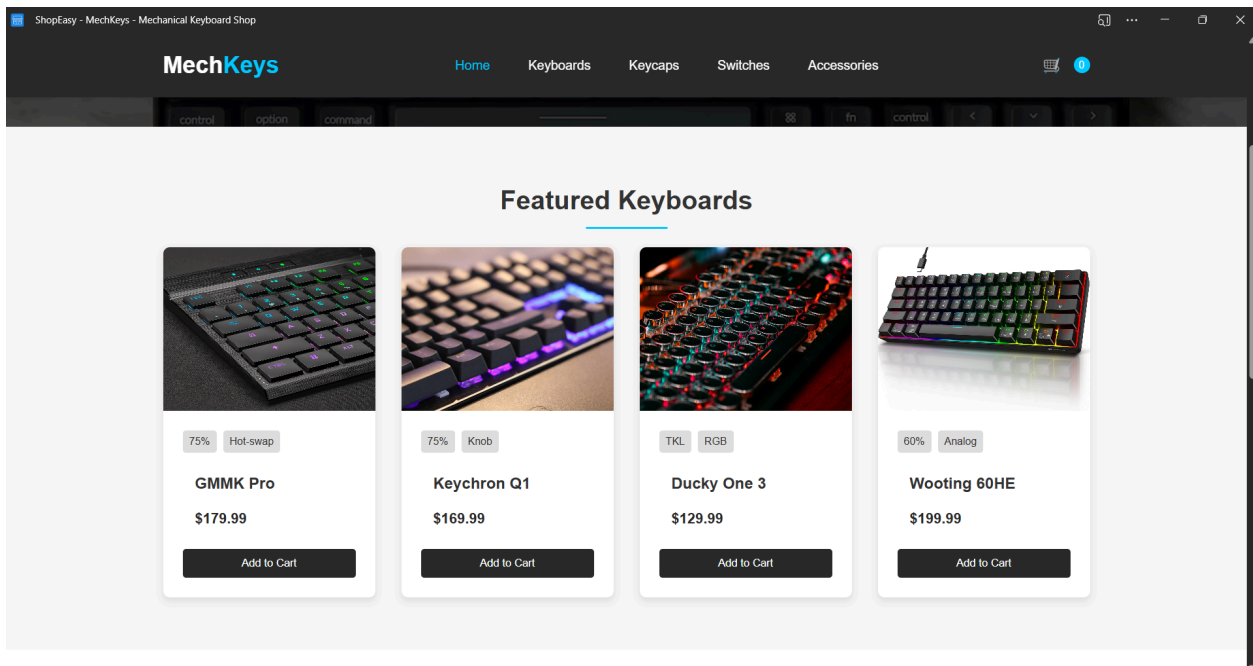 ShopEasy - MechKeys - Mechanical Keyboard Shop
MechKeys
Home Keyboards Keycaps Switches Accessories
0
control option command fn control
Featured Keyboards
75% Hot-swap
GMMK Pro
$179.99
Add to Cart
75% Knob
Keychron Q1
$169.99
Add to Cart
TKL RGB
Ducky One 3
$129.99
Add to Cart
60% Analog
Wooting 60HE
$199.99
Add to Cart